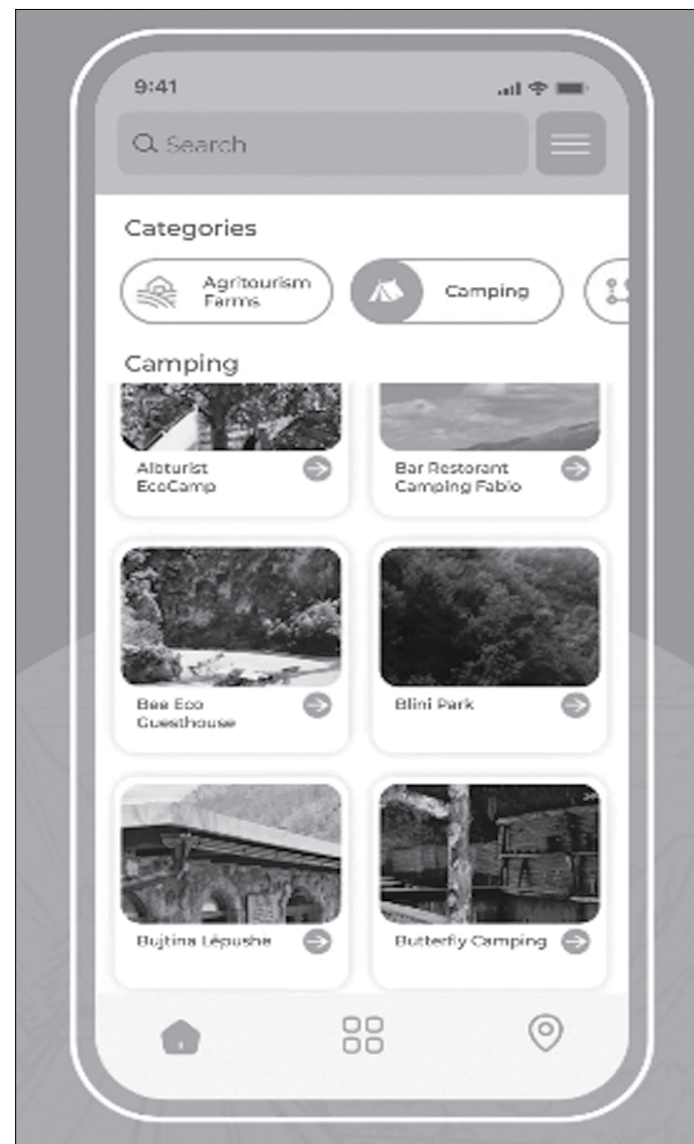 9:41
Search
Categories
Agritourism
Farms
Camping
Camping
Albturist
EcoCamp
Bar Restorant
Camping Fabio
Bee Eco
Guesthouse
Blini Park
Bujtina Lëpushe
Butterfly Camping